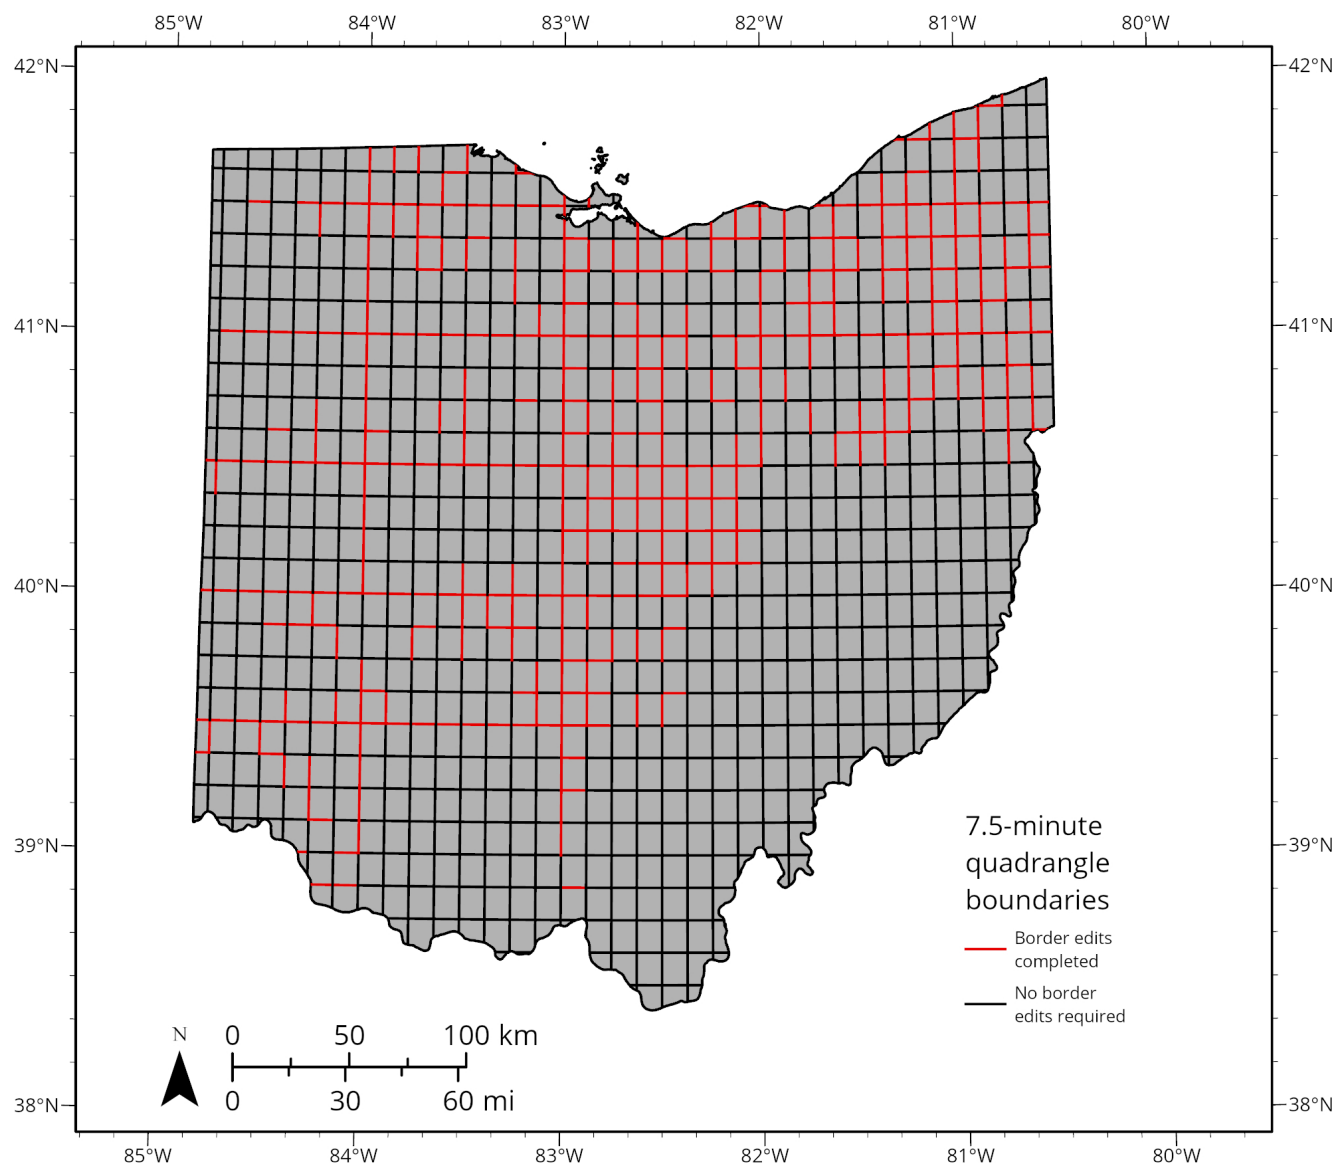 85°W 84°W 83°W 82°W 81°W 80°W
42°N 42°N
41°N 41°N
40°N 40°N
39°N 39°N
38°N 38°N
7.5-minute
quadrangle
boundaries
Border edits
completed
No border
edits required
N
0 50 100 km
0 30 60 mi
85°W 84°W 83°W 82°W 81°W 80°W